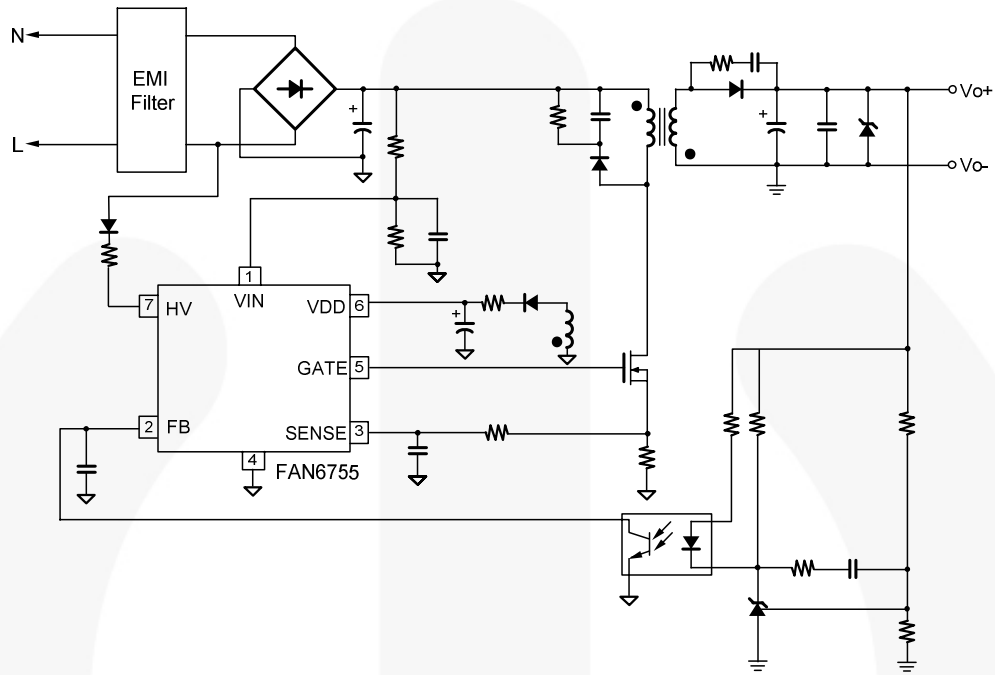 N
L
EMI
Filter
+
+
Vo+
Vo-
1
VIN
7
HV
VDD
6
+
GATE
5
2
FB
SENSE
3
4
FAN6755